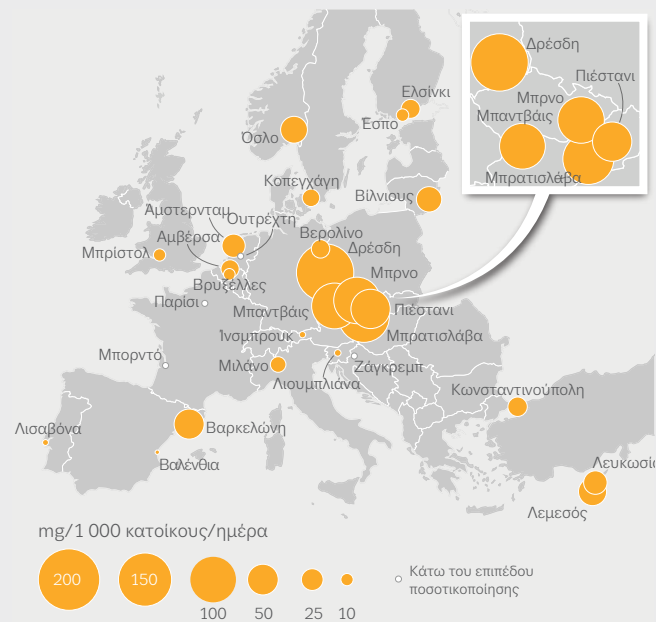 Δρέσδη
Πιέστανι
Μπρνο
Μπαντβάις
Μπρατισλάβα
Ελσίνκι
Έσπο
Όσλο
Κοπεγχάγη
Βίλνιους
Άμστερνταμ
Ουτρέχτη
Αμβέρσα
Βερολίνο
Μπρίστολ
Δρέσδη
Μπρνο
Βρυξέλλες
Παρίσι
Μπαντβάις
Πιέστανι
Ίνσμπρουκ
Μπρατισλάβα
Μπορντό
Μιλάνο
Ζάγκρεμπ
Λιουμπλιάνα
Κωνσταντινούπολη
Λισαβόνα
Βαρκελώνη
Βαλένθια
Λευκωσία
Λεμεσός
mg/1 000 κατοίκους/ημέρα
200
150
100
50
25
10
Κάτω του επιπέδου
ποσοτικοποίησης